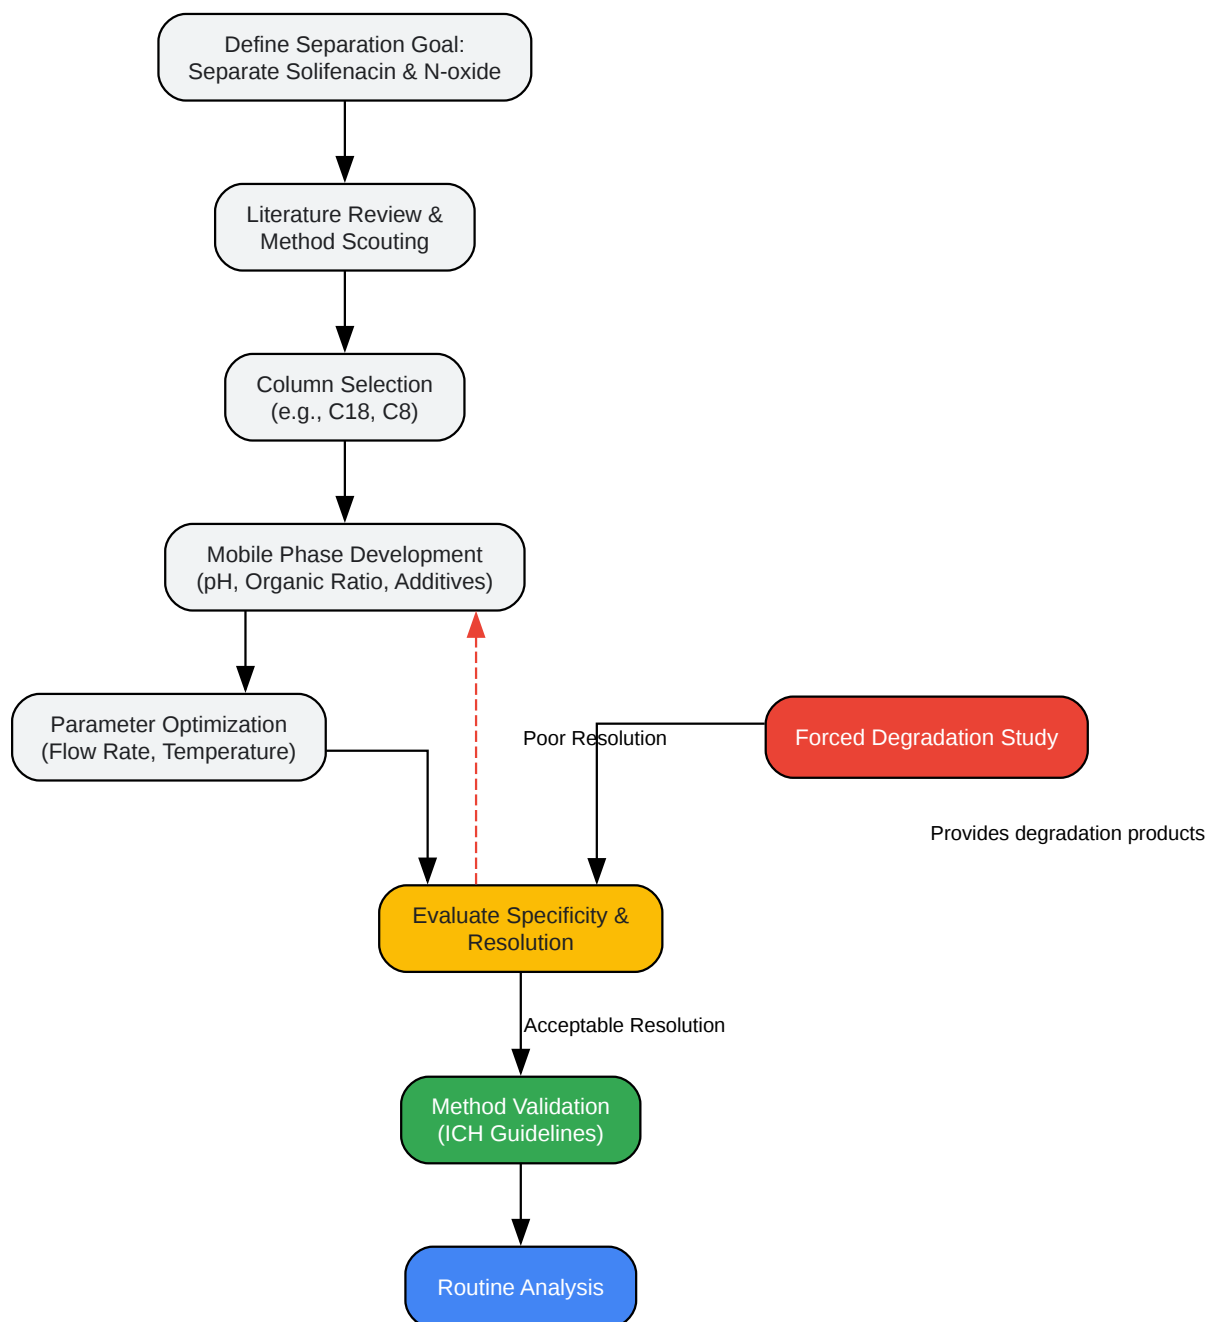 Define Separation Goal:
Separate Solifenacin & N-oxide
Literature Review &
Method Scouting
Column Selection
(e.g., C18, C8)
Mobile Phase Development
(pH, Organic Ratio, Additives)
Parameter Optimization
(Flow Rate, Temperature)
Poor Resolution
Forced Degradation Study
Provides degradation products
Evaluate Specificity &
Resolution
Acceptable Resolution
Method Validation
(ICH Guidelines)
Routine Analysis